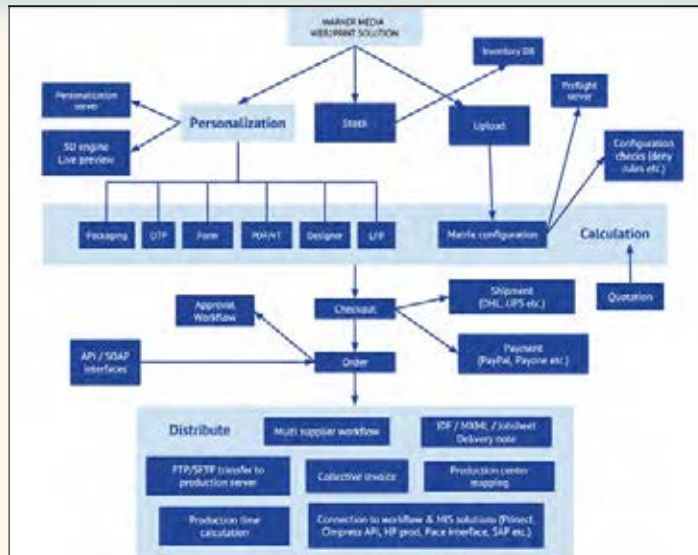 WARNER MEDIA
WEB2PRINT SOLUTION
Inventory DB
Preflight
server
Personalization
server
Personalization
Stock
Upload
3D engine
Live preview
Configuration
checks (deny
rules etc.)
Packaging
DTP
Form
PDF/VT
Designer
LFP
Matrix configuration
Calculation
Shipment
(DHL, UPS etc.)
Quotation
Approval
Workflow
Checkout
API / SOAP
interfaces
Order
Payment
(PayPal, Payone etc.)
Distribute
Multi supplier workflow
JDF / MXML / Jobsheet
Delivery note
FTP/SFTP transfer to
production server
Collective invoice
Production center
mapping
Production time
calculation
Connection to workflow & MIS solutions (Prinect,
Cimpress API, HP prod, Pace Interface, SAP etc.)